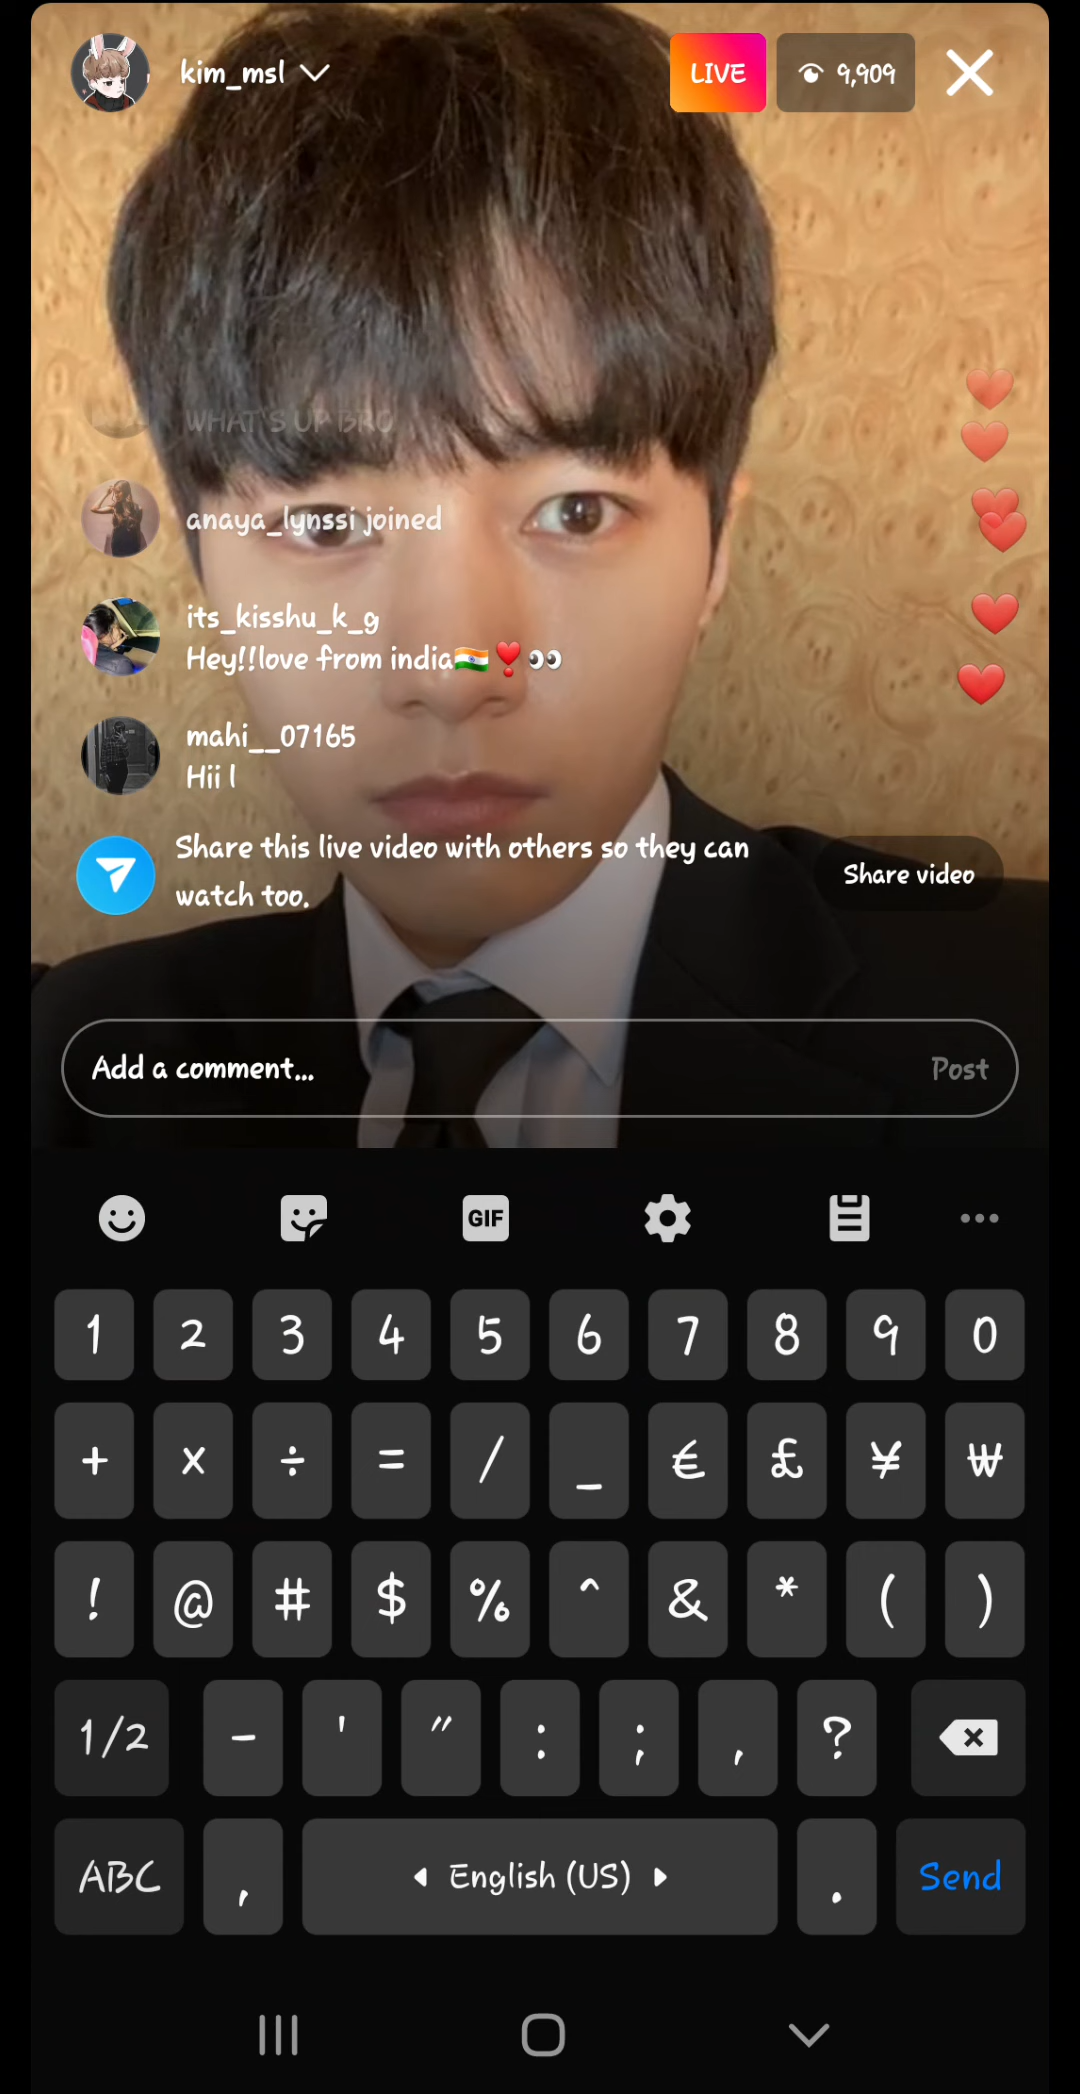 kim_msl
LIVE
9,909
WHAT'S UP BRO
anaya_lynssi joined
its_kisshu_k_g
Hey!!love from india🇮🇳❣️👀
mahi__07165
Hii l
Share this live video with others so they can
watch too.
Share video
Add a comment...
Post
GIF
1 2 3 4 5 6 7 8 9 0
+ × ÷ = / _ € £ ¥ ₩
! @ # $ % ^ & * ( )
1/2 - ' " : ; , ?
ABC , English (US) . Send